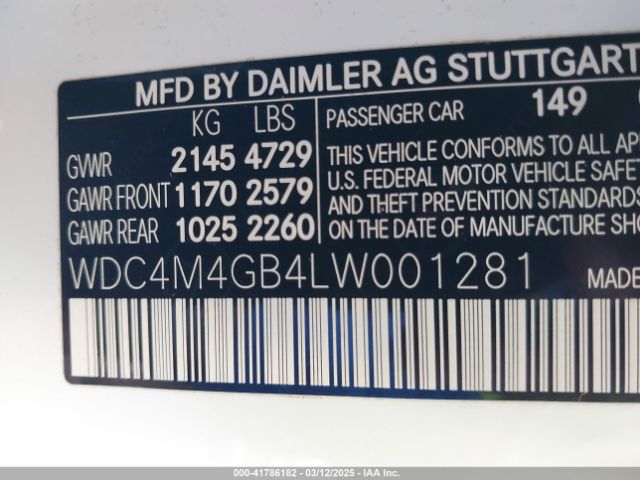 MFD BY DAIMLER AG STUTTGART
KG LBS
GVWR 2145 4729
GAWR FRONT 1170 2579
GAWR REAR 1025 2260
PASSENGER CAR 149
THIS VEHICLE CONFORMS TO ALL AP
U.S. FEDERAL MOTOR VEHICLE SAFE
AND THEFT PREVENTION STANDARDS
ON THE DATE OF MANUFACTURE SHO
WDC4M4GB4LW001281
MADE
000-41786182 - 03/12/2025 - IAA Inc.